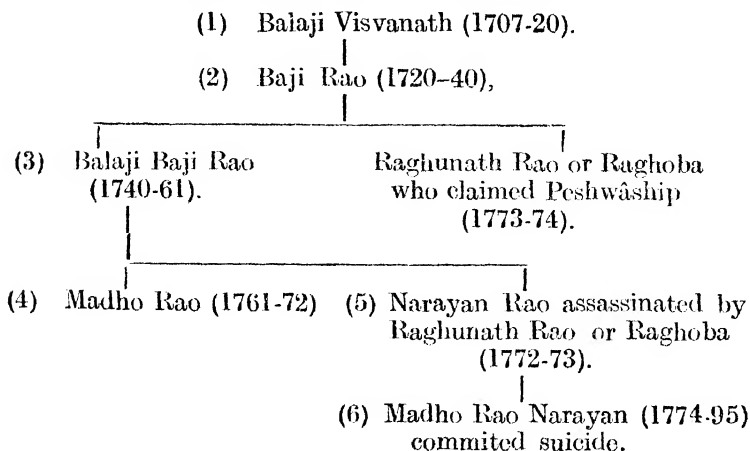 (1) Balaji Visvanath (1707-20).
(2) Baji Rao (1720-40),
(3) Balaji Baji Rao Raghunath Rao or Raghoba
(1740-61). who claimed Peshwâship
(1773-74).
(4) Madho Rao (1761-72) (5) Narayan Rao assassinated by
Raghunath Rao or Raghoba
(1772-73).
(6) Madho Rao Narayan (1774-95)
commited suicide.